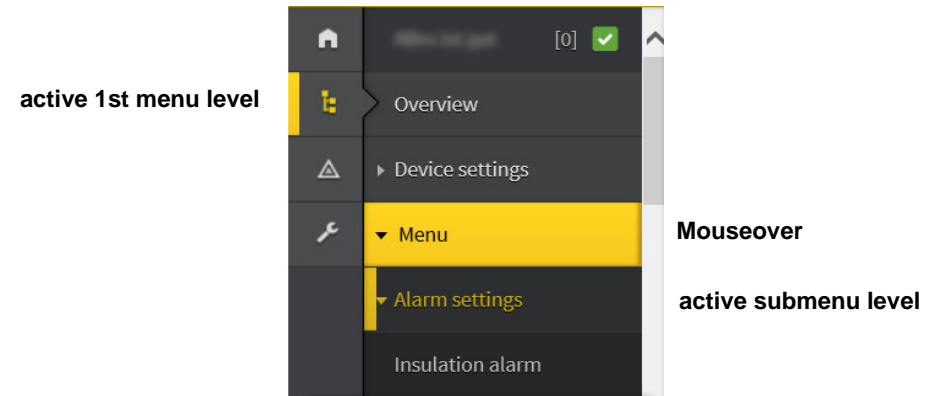 [0]
active 1st menu level
Overview
Device settings
Menu
Mouseover
Alarm settings
active submenu level
Insulation alarm